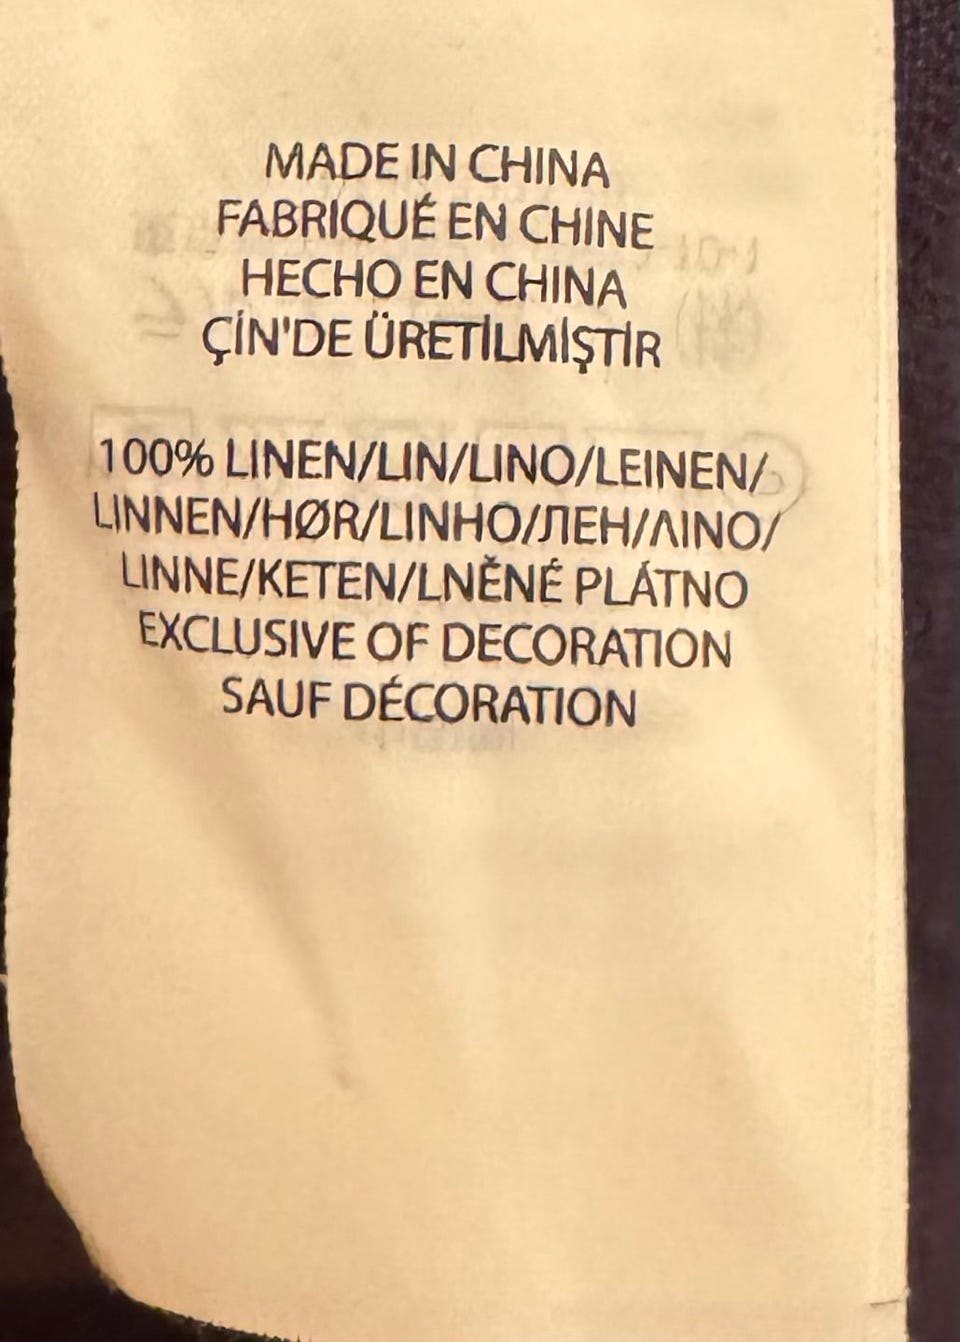 MADE IN CHINA
FABRIQUÉ EN CHINE
HECHO EN CHINA
ÇİN'DE ÜRETİLMİŞTİR
100% LINEN/LIN/LINO/LEINEN/
LINNEN/HØR/LINHO/ЛЕН/ΛΙΝΟ/
LINNE/KETEN/LNĚNÉ PLÁTNO
EXCLUSIVE OF DECORATION
SAUF DÉCORATION